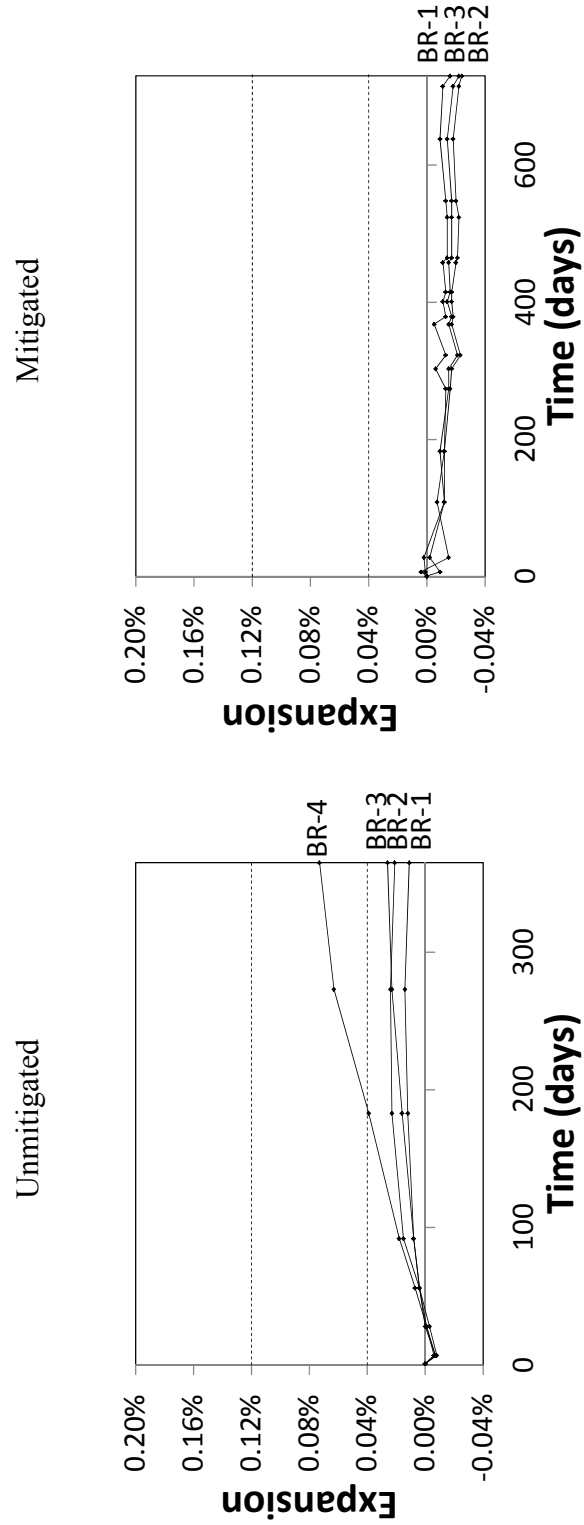 Unmitigated
0.20%
0.16%
0.12%
0.08%
0.04%
0.00%
-0.04%
Expansion
0
100
200
300
Time (days)
BR-4
BR-3
BR-2
BR-1
Mitigated
0.20%
0.16%
0.12%
0.08%
0.04%
0.00%
-0.04%
Expansion
0
200
400
600
Time (days)
BR-1
BR-3
BR-2